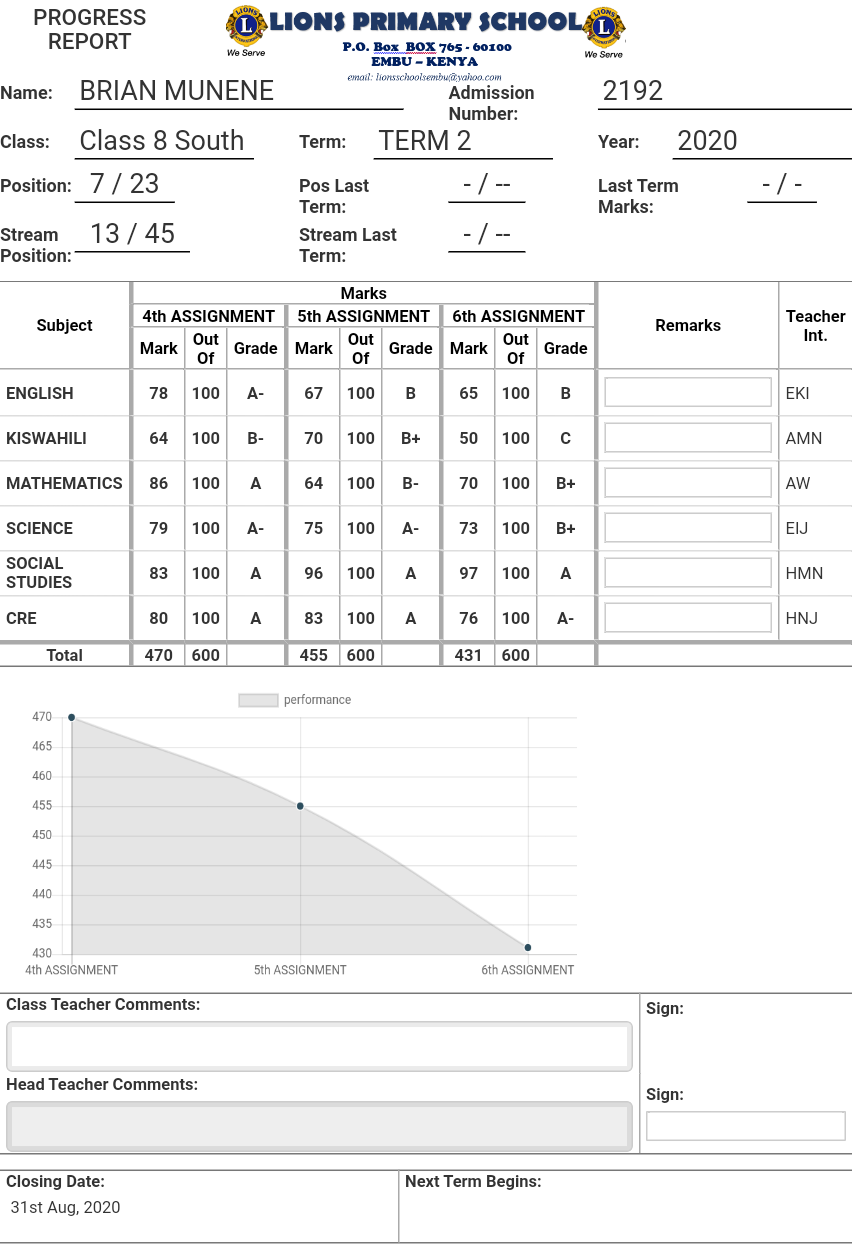 PROGRESS
REPORT
LIONS
INTERNATIONAL
We Serve
LIONS PRIMARY SCHOOL
P.O. Box BOX 765 - 60100
EMBU – KENYA
email: lionsschoolsembu@yahoo.com
LIONS
INTERNATIONAL
We Serve
Name: BRIAN MUNENE Admission Number: 2192
Class: Class 8 South Term: TERM 2 Year: 2020
Position: 7 / 23 Pos Last Term: - / -- Last Term Marks: - / -
Stream Position: 13 / 45 Stream Last Term: - / --
Subject Marks Remarks Teacher Int.
4th ASSIGNMENT 5th ASSIGNMENT 6th ASSIGNMENT
Mark Out Of Grade Mark Out Of Grade Mark Out Of Grade
ENGLISH 78 100 A- 67 100 B 65 100 B EKI
KISWAHILI 64 100 B- 70 100 B+ 50 100 C AMN
MATHEMATICS 86 100 A 64 100 B- 70 100 B+ AW
SCIENCE 79 100 A- 75 100 A- 73 100 B+ EIJ
SOCIAL STUDIES 83 100 A 96 100 A 97 100 A HMN
CRE 80 100 A 83 100 A 76 100 A- HNJ
Total 470 600 455 600 431 600
performance
470
465
460
455
450
445
440
435
430
4th ASSIGNMENT 5th ASSIGNMENT 6th ASSIGNMENT
Class Teacher Comments: Sign:
Head Teacher Comments: Sign:
Closing Date: Next Term Begins:
31st Aug, 2020